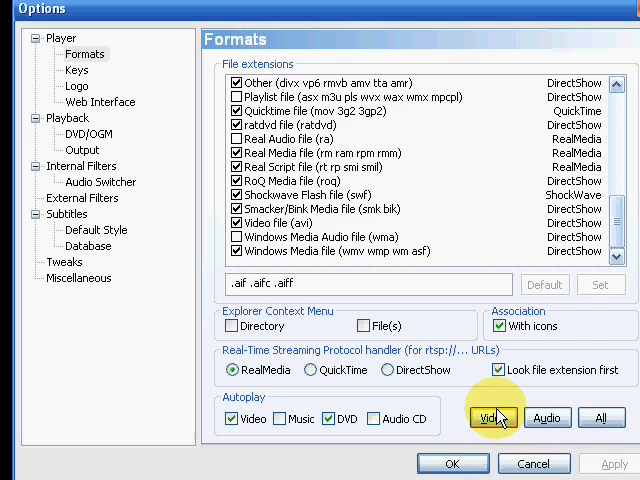 Options
Player
Formats
Keys
Logo
Web Interface
Playback
DVD/OGM
Output
Internal Filters
Audio Switcher
External Filters
Subtitles
Default Style
Database
Tweaks
Miscellaneous
Formats
File extensions
Other (divx vp6 rmvb amv tta amr) DirectShow
Playlist file (asx m3u pls wvx wax wmx mpcpl) DirectShow
Quicktime file (mov 3g2 3gp2) QuickTime
ratdvd file (ratdvd) DirectShow
Real Audio file (ra) RealMedia
Real Media file (rm ram rpm rmm) RealMedia
Real Script file (rt rp smi smil) RealMedia
RoQ Media file (roq) DirectShow
Shockwave Flash file (swf) ShockWave
Smacker/Bink Media file (smk bik) DirectShow
Video file (avi) DirectShow
Windows Media Audio file (wma) DirectShow
Windows Media file (wmv wmp wm asf) DirectShow
.aif .aifc .aiff Default Set
Explorer Context Menu
Directory File(s)
Association
With icons
Real-Time Streaming Protocol handler (for rtsp://... URLs)
RealMedia QuickTime DirectShow Look file extension first
Autoplay
Video Music DVD Audio CD
Audio All
OK Cancel Apply